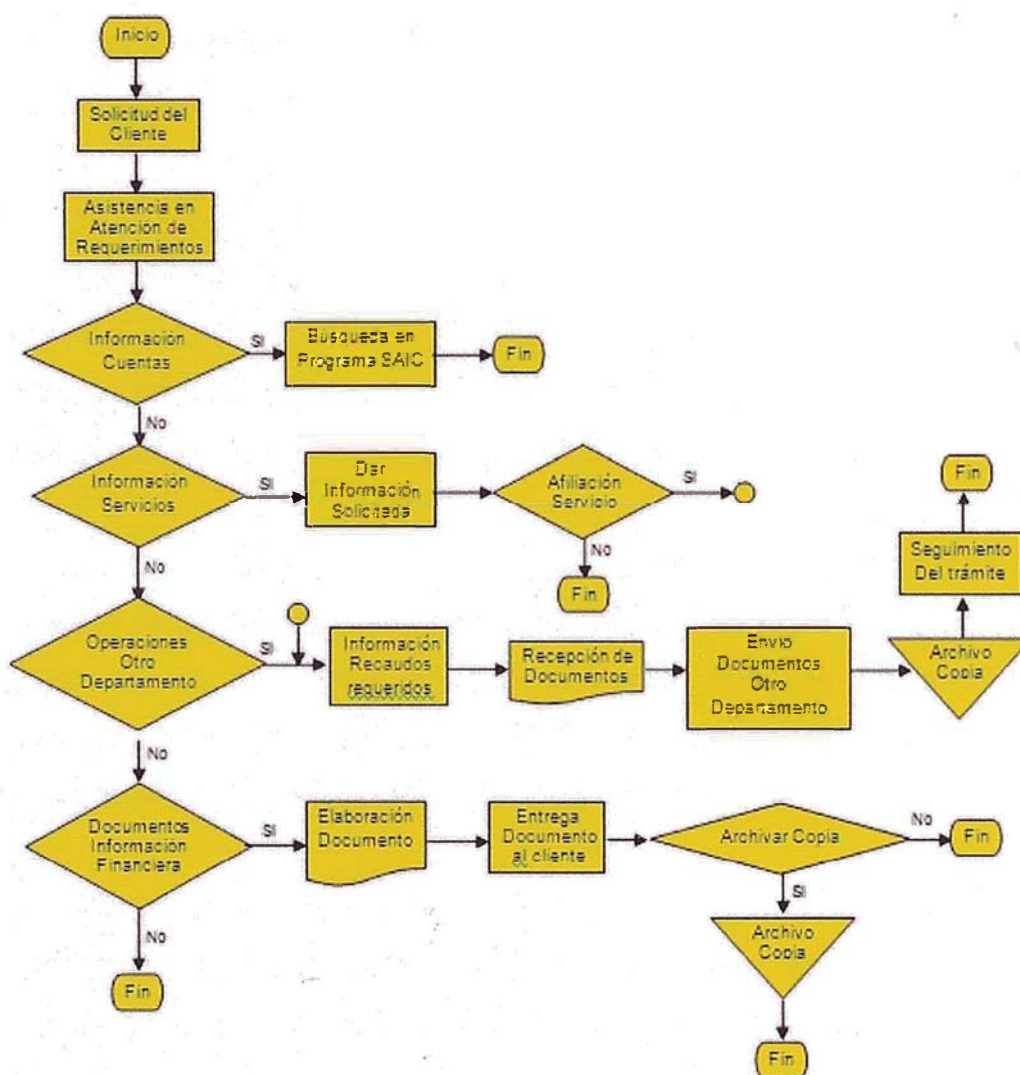 Inicio
Solicitud del
Cliente
Asistencia en
Atención de
Requerimientos
Información
Cuentas
SI
Búsqueda en
Programa SAIC
Fin
No
Información
Servicios
SI
Dar
Información
Solicitada
Afiliación
Servicio
SI
No
Fin
No
Operaciones
Otro
Departamento
SI
Información
Recaudos
requeridos
Recepción de
Documentos
Envio
Documentos
Otro
Departamento
Archivo
Copia
Seguimiento
Del trámite
Fin
No
Documentos
Información
Financiera
SI
Elaboración
Documento
Entrega
Documento
al cliente
Archivar Copia
No
Fin
SI
Archivo
Copia
Fin
No
Fin